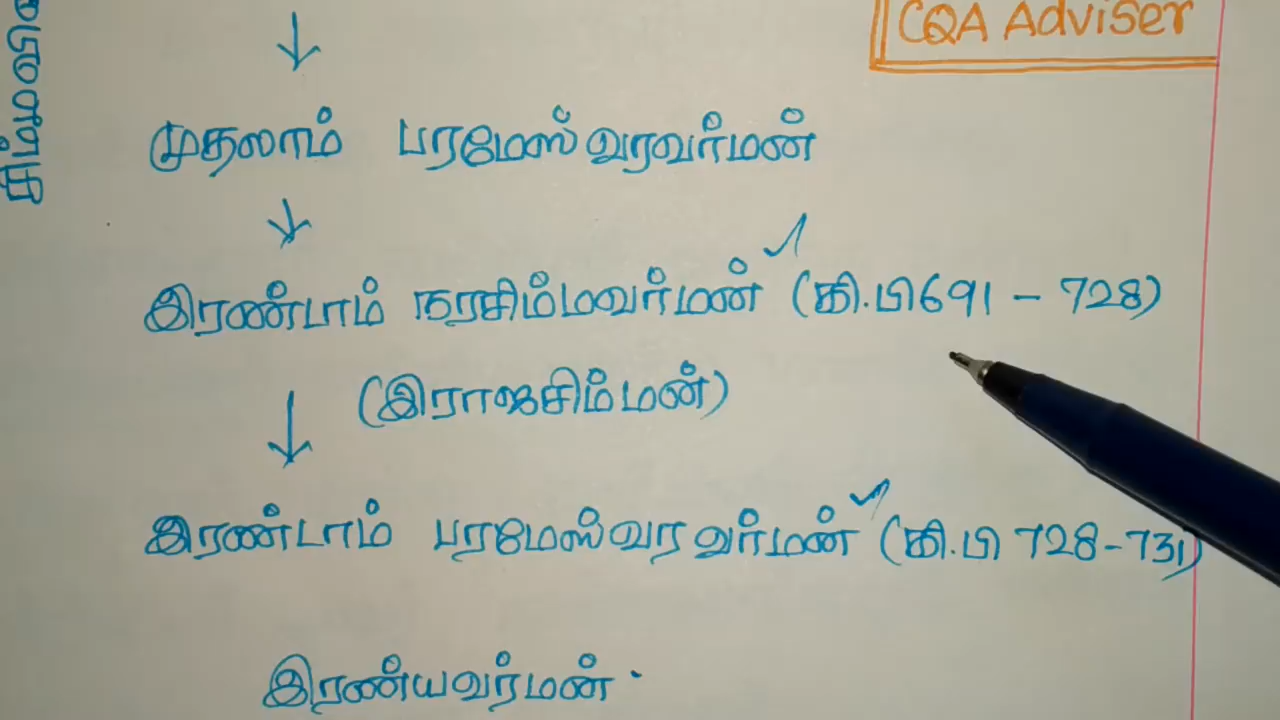 CQA Adviser
முதலாம் பரமேஸ்வரவர்மன்
இரண்டாம் நரசிம்மவர்மன் (கி.பி 691 - 728)
(இராஜசிம்மன்)
இரண்டாம் பரமேஸ்வரவர்மன் (கி.பி 728-731)
இரண்யவர்மன்